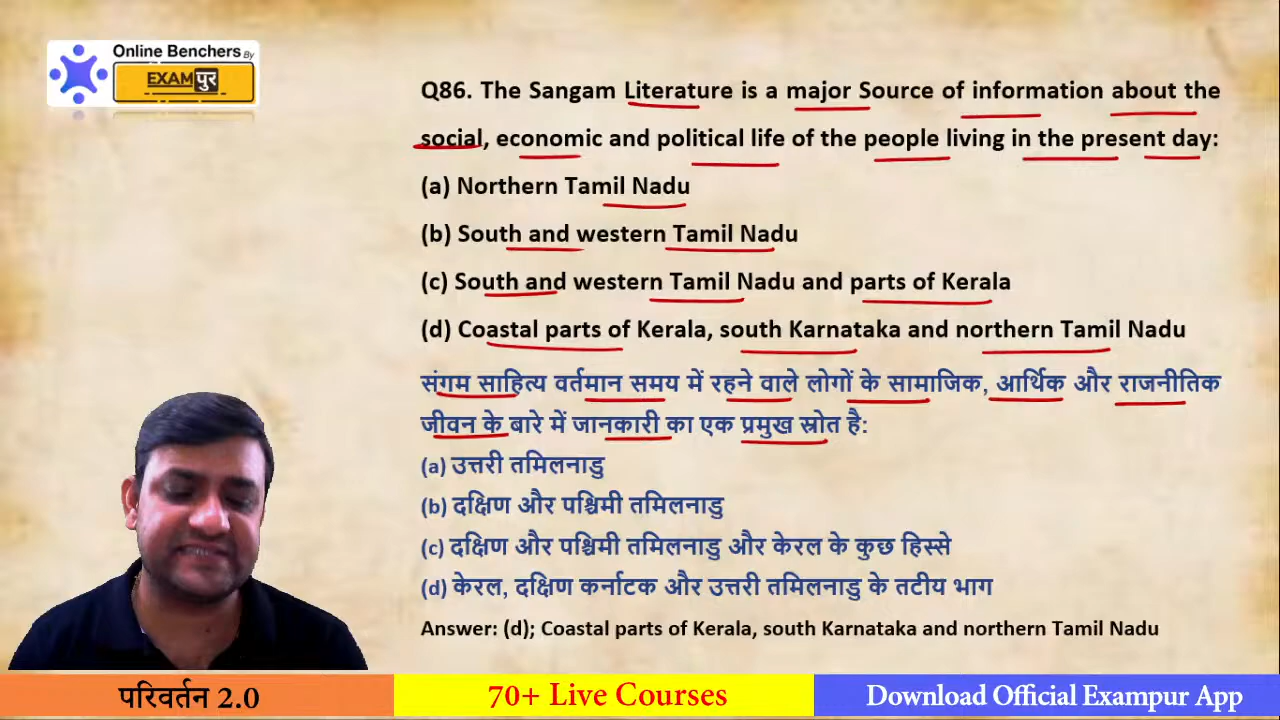 Online Benchers By
EXAMपुर
Q86. The Sangam Literature is a major Source of information about the
social, economic and political life of the people living in the present day:
(a) Northern Tamil Nadu
(b) South and western Tamil Nadu
(c) South and western Tamil Nadu and parts of Kerala
(d) Coastal parts of Kerala, south Karnataka and northern Tamil Nadu
संगम साहित्य वर्तमान समय में रहने वाले लोगों के सामाजिक, आर्थिक और राजनीतिक
जीवन के बारे में जानकारी का एक प्रमुख स्रोत है:
(a) उत्तरी तमिलनाडु
(b) दक्षिण और पश्चिमी तमिलनाडु
(c) दक्षिण और पश्चिमी तमिलनाडु और केरल के कुछ हिस्से
(d) केरल, दक्षिण कर्नाटक और उत्तरी तमिलनाडु के तटीय भाग
Answer: (d); Coastal parts of Kerala, south Karnataka and northern Tamil Nadu
परिवर्तन 2.0
70+ Live Courses
Download Official Exampur App